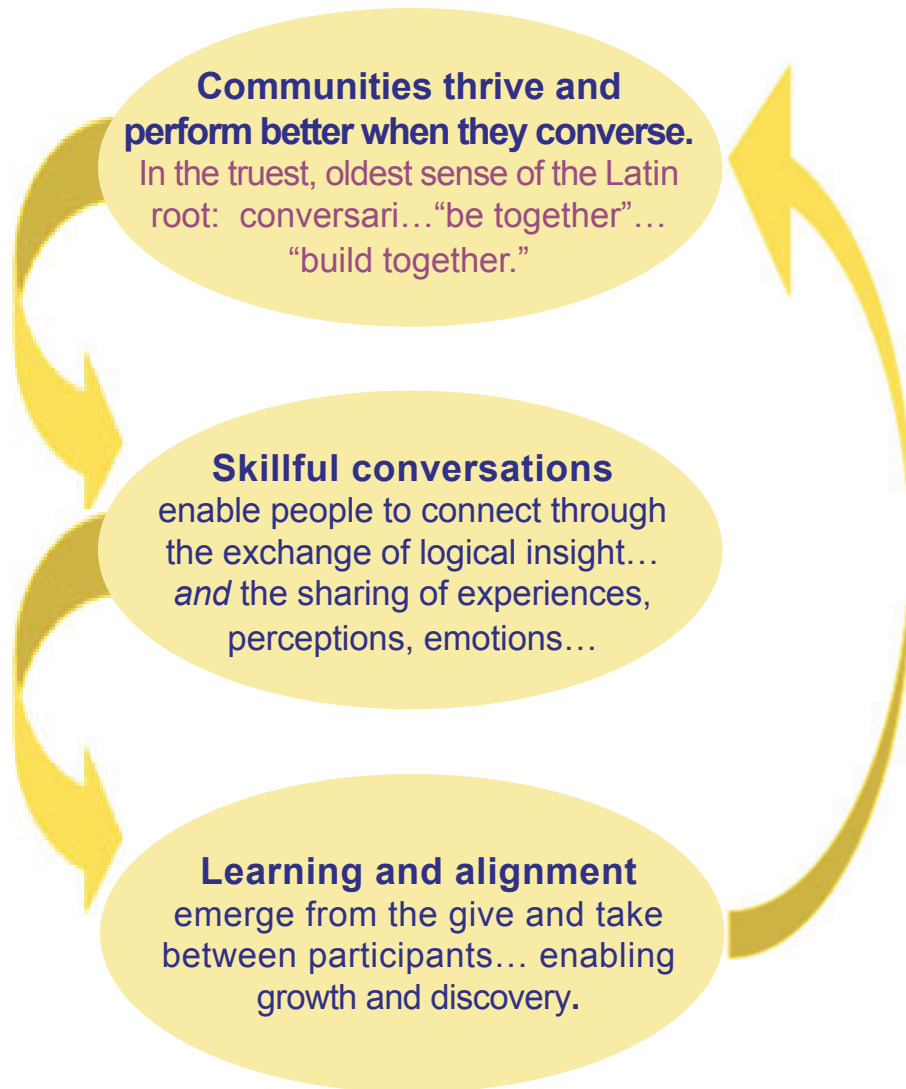 Communities thrive and
perform better when they converse.
In the truest, oldest sense of the Latin
root: conversari…“be together”…
“build together.”
Skillful conversations
enable people to connect through
the exchange of logical insight…
and the sharing of experiences,
perceptions, emotions…
Learning and alignment
emerge from the give and take
between participants… enabling
growth and discovery.